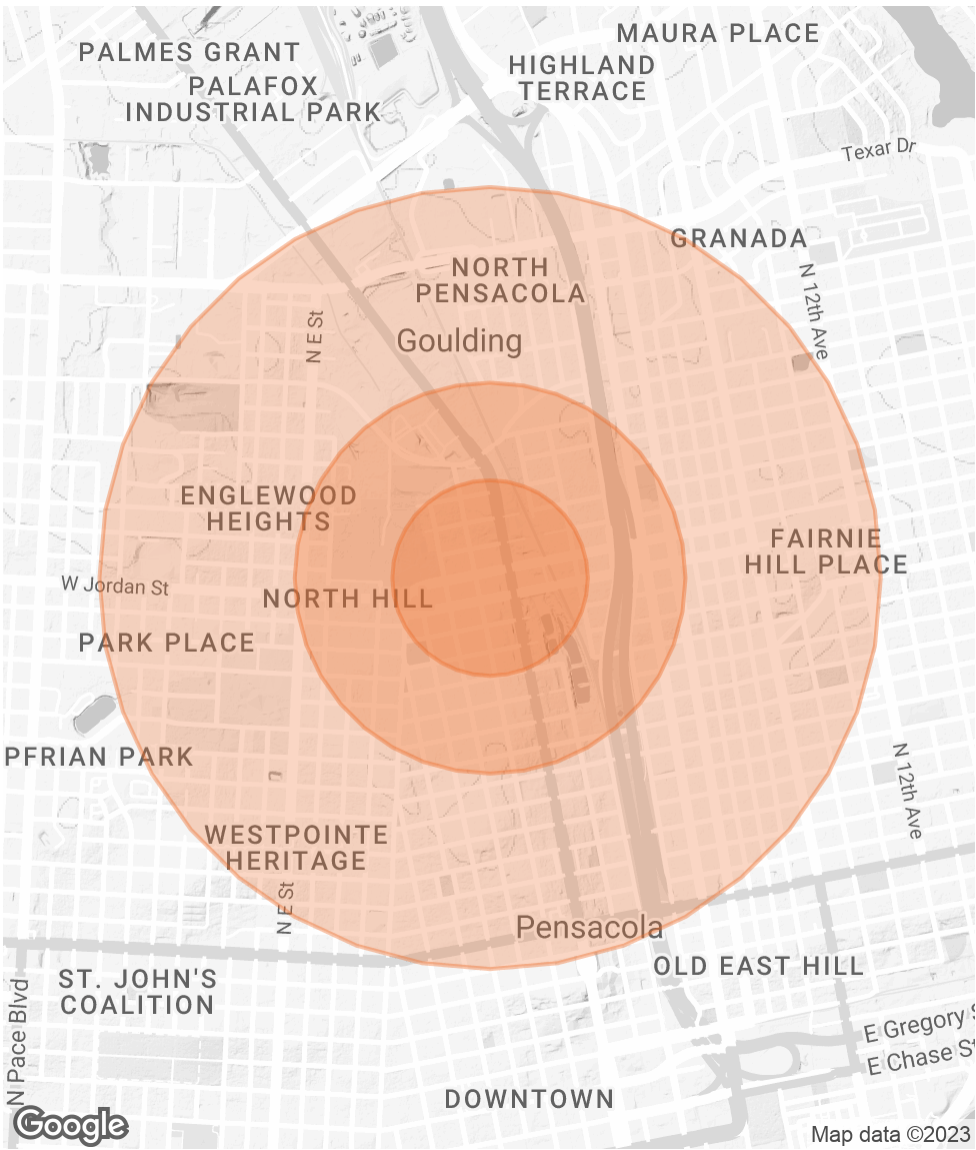 MAURA PLACE
PALMES GRANT
HIGHLAND
TERRACE
PALAFOX
INDUSTRIAL PARK
Texar Dr
GRANADA
NORTH
PENSACOLA
N 12th Ave
N E St
Goulding
ENGLEWOOD
HEIGHTS
FAIRNIE
HILL PLACE
W Jordan St
NORTH HILL
PARK PLACE
PFRIAN PARK
N 12th Ave
WESTPOINTE
HERITAGE
N E St
Pensacola
OLD EAST HILL
ST. JOHN'S
COALITION
N Pace Blvd
E Gregory S
E Chase St
DOWNTOWN
Google
Map data ©2023